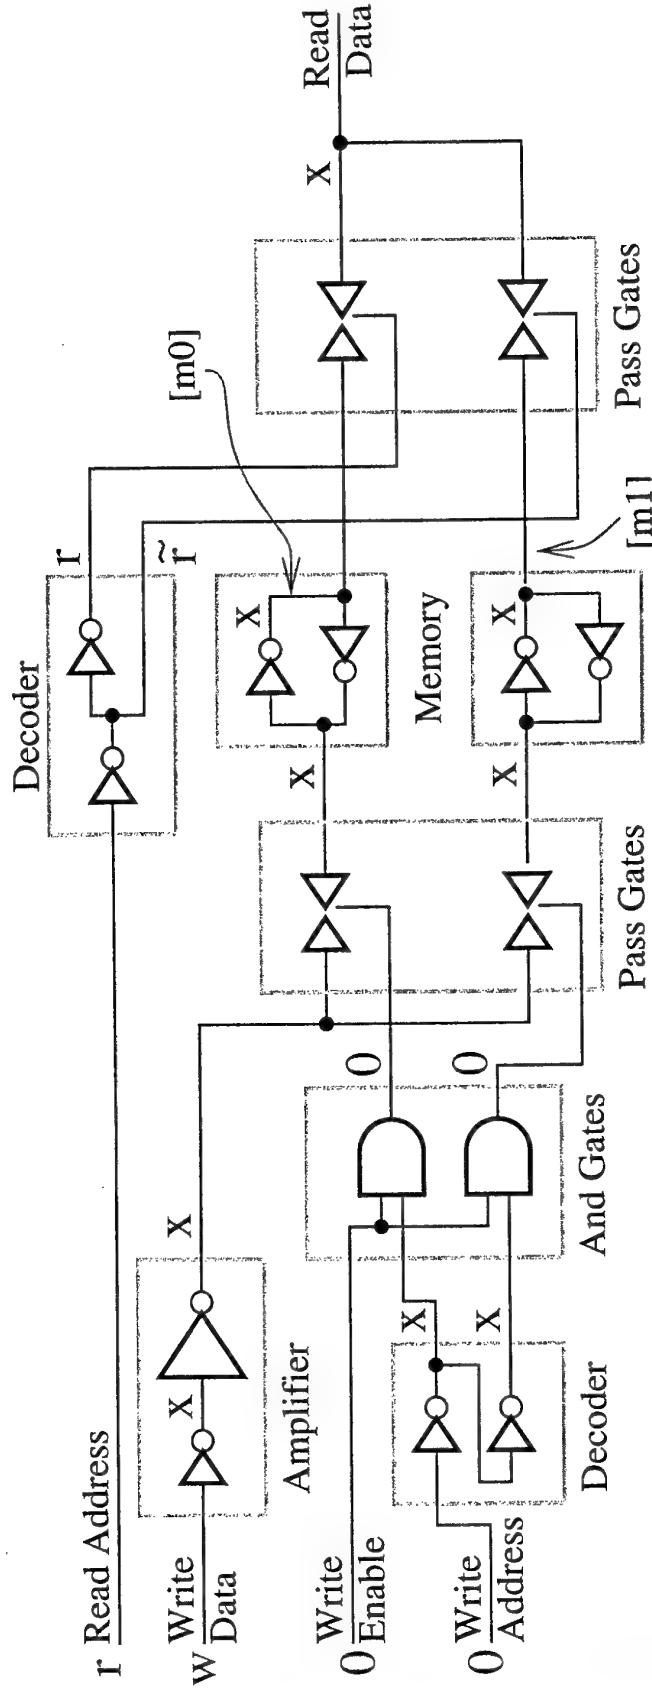 r Read Address
Decoder
r
r̃
w Write
Data
X
X
Amplifier
0 Write
Enable
0 Write
Address
X
X
Decoder
0
0
And Gates
Pass Gates
X
X
X
X
Memory
[m0]
[m1]
Pass Gates
X
Read
Data